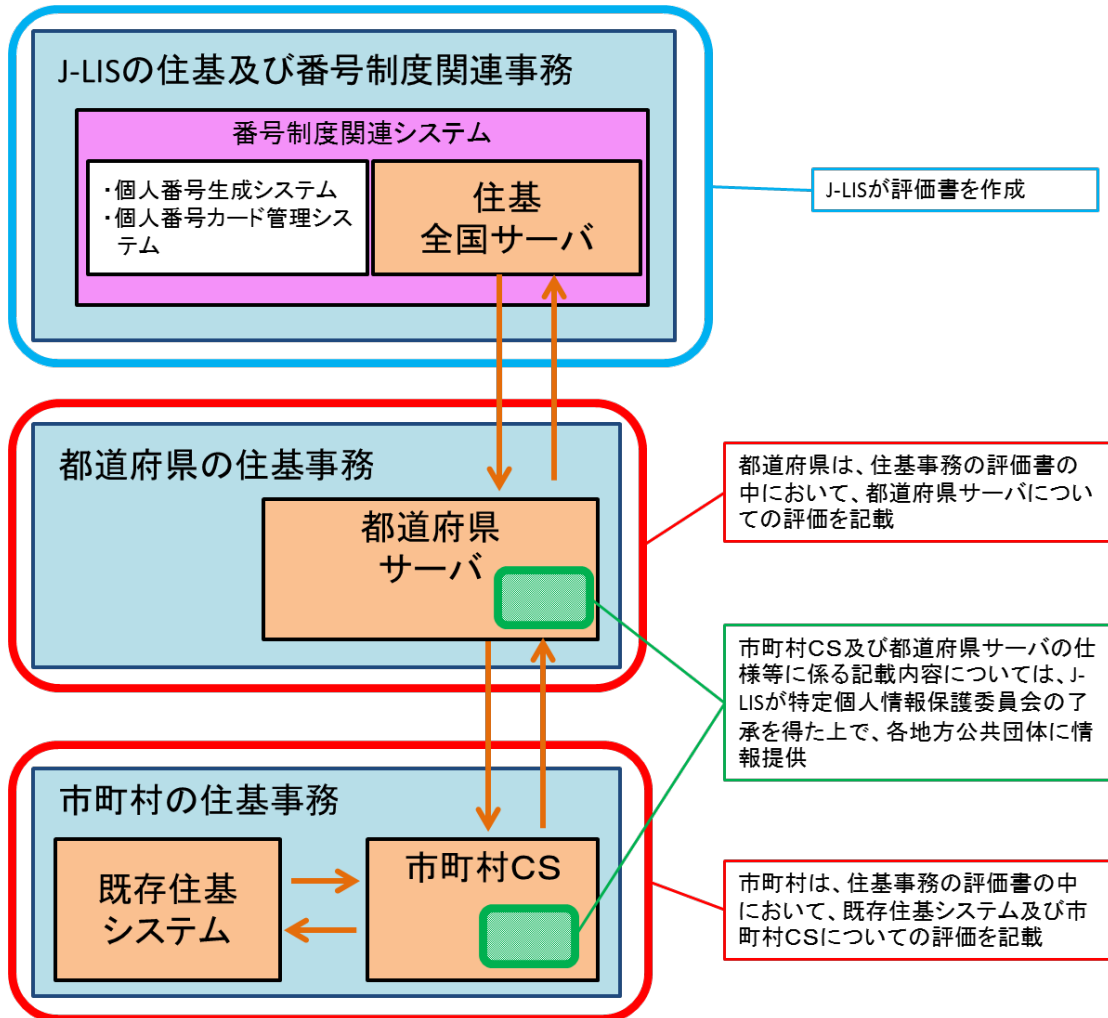 J-LISの住基及び番号制度関連事務
番号制度関連システム
・個人番号生成システム
・個人番号カード管理シス
テム
住基
全国サーバ
J-LISが評価書を作成
都道府県の住基事務
都道府県
サーバ
都道府県は、住基事務の評価書の
中において、都道府県サーバについ
ての評価を記載
市町村CS及び都道府県サーバの仕
様等に係る記載内容については、J-
LISが特定個人情報保護委員会の了
承を得た上で、各地方公共団体に情
報提供
市町村の住基事務
既存住基
システム
市町村CS
市町村は、住基事務の評価書の中
において、既存住基システム及び市
町村CSについての評価を記載